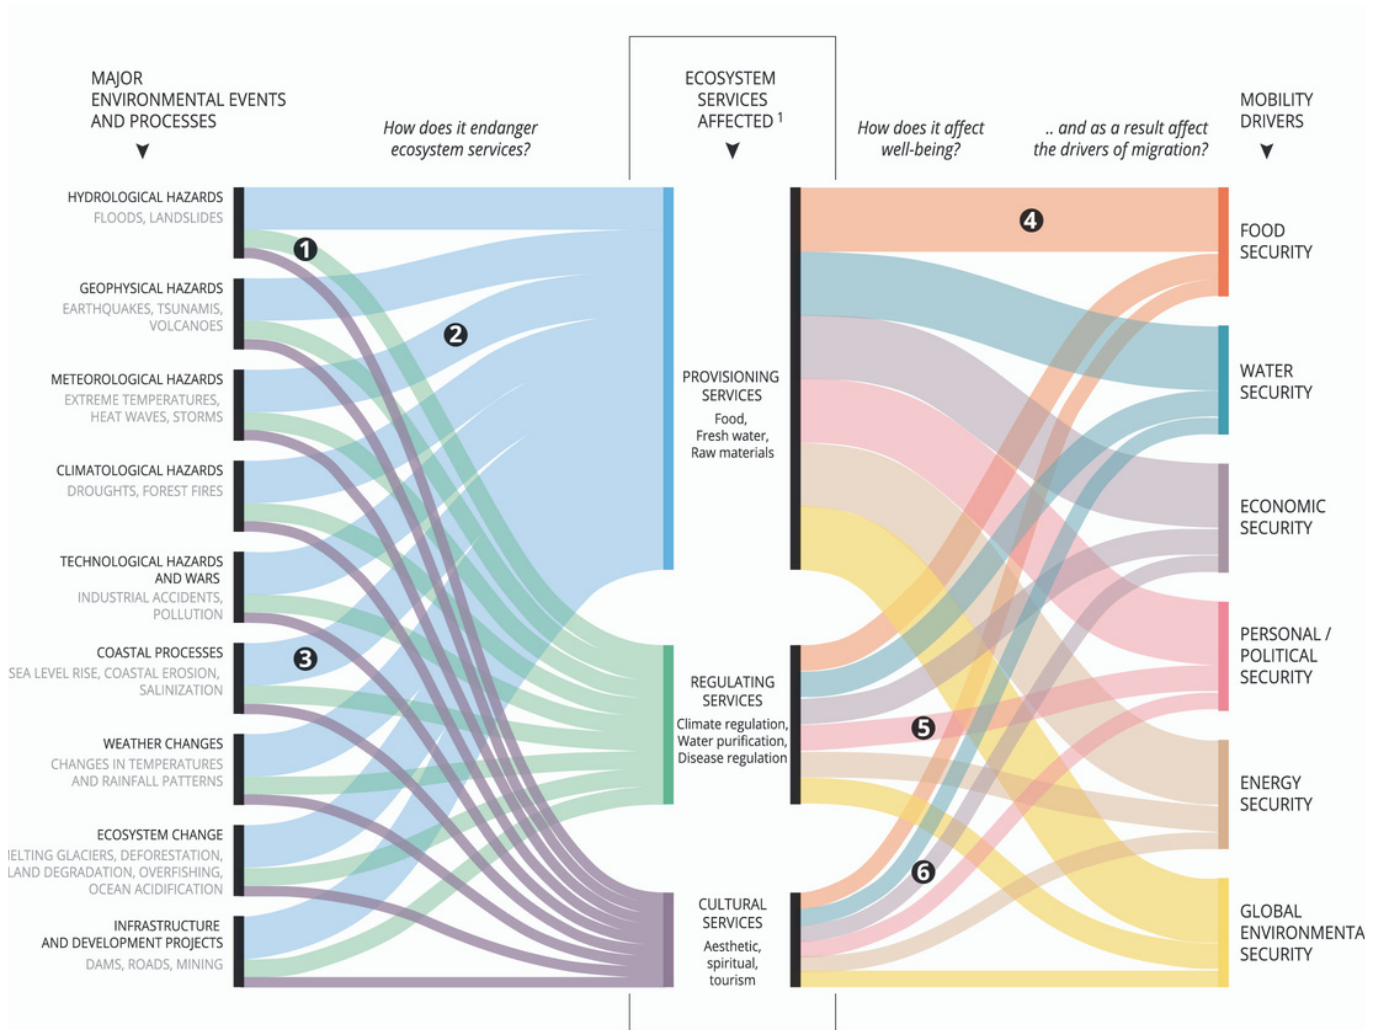 MAJOR
ENVIRONMENTAL EVENTS
AND PROCESSES
How does it endanger
ecosystem services?
ECOSYSTEM
SERVICES
AFFECTED 1
How does it affect
well-being?
.. and as a result affect
the drivers of migration?
MOBILITY
DRIVERS
HYDROLOGICAL HAZARDS
FLOODS, LANDSLIDES
GEOPHYSICAL HAZARDS
EARTHQUAKES, TSUNAMIS,
VOLCANOES
METEOROLOGICAL HAZARDS
EXTREME TEMPERATURES,
HEAT WAVES, STORMS
CLIMATOLOGICAL HAZARDS
DROUGHTS, FOREST FIRES
TECHNOLOGICAL HAZARDS
AND WARS
INDUSTRIAL ACCIDENTS,
POLLUTION
COASTAL PROCESSES
SEA LEVEL RISE, COASTAL EROSION,
SALINIZATION
WEATHER CHANGES
CHANGES IN TEMPERATURES
AND RAINFALL PATTERNS
ECOSYSTEM CHANGE
ELTING GLACIERS, DEFORESTATION,
LAND DEGRADATION, OVERFISHING,
OCEAN ACIDIFICATION
INFRASTRUCTURE
AND DEVELOPMENT PROJECTS
DAMS, ROADS, MINING
1
2
3
PROVISIONING
SERVICES
Food,
Fresh water,
Raw materials
REGULATING
SERVICES
Climate regulation,
Water purification,
Disease regulation
CULTURAL
SERVICES
Aesthetic,
spiritual,
tourism
4
5
6
FOOD
SECURITY
WATER
SECURITY
ECONOMIC
SECURITY
PERSONAL /
POLITICAL
SECURITY
ENERGY
SECURITY
GLOBAL
ENVIRONMENTA
SECURITY